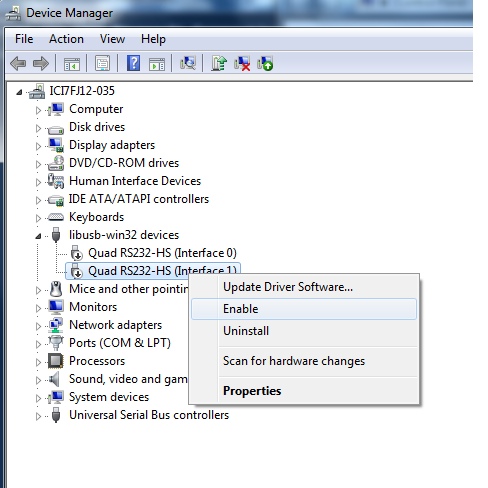 Device Manager
File Action View Help
ICI7FJ12-035
Computer
Disk drives
Display adapters
DVD/CD-ROM drives
Human Interface Devices
IDE ATA/ATAPI controllers
Keyboards
libusb-win32 devices
Quad RS232-HS (Interface 0)
Quad RS232-HS (Interface 1)
Mice and other pointin
Monitors
Network adapters
Ports (COM & LPT)
Processors
Sound, video and gam
System devices
Universal Serial Bus controllers
Update Driver Software...
Enable
Uninstall
Scan for hardware changes
Properties